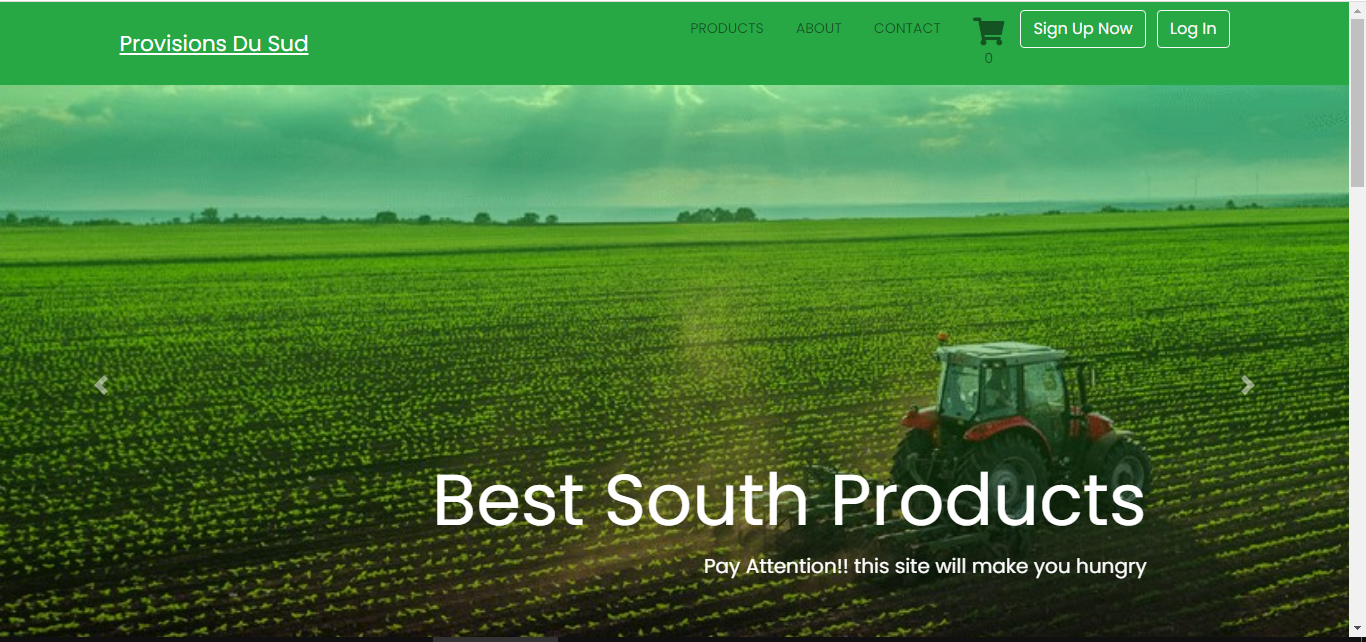 Provisions Du Sud
PRODUCTS
ABOUT
CONTACT
0
Sign Up Now
Log In
Best South Products
Pay Attention!! this site will make you hungry